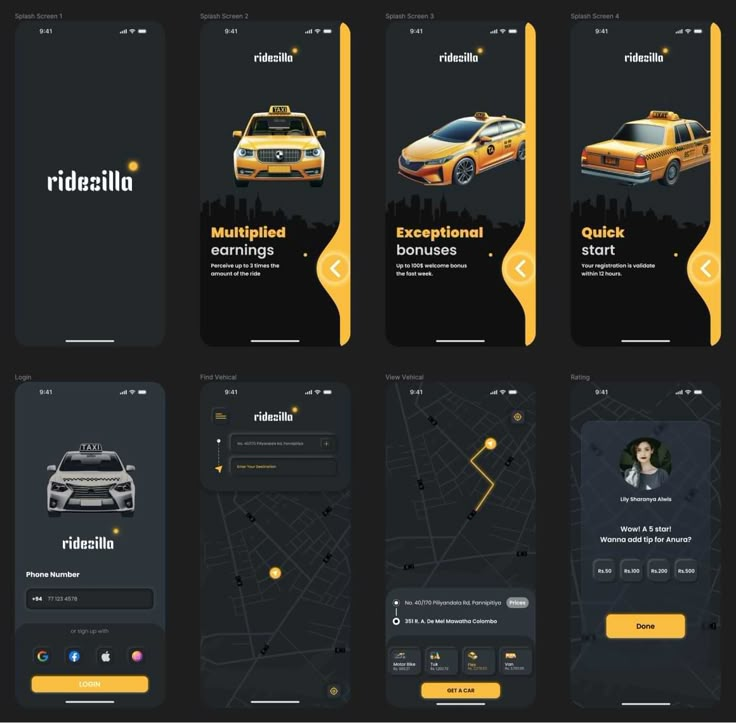 Splash Screen 1
9:41
ridezilla
Splash Screen 2
9:41
ridezilla
TAXI
Multiplied
earnings
Perceive up to 3 times the
amount of the ride
Splash Screen 3
9:41
ridezilla
Exceptional
bonuses
Up to 100$ welcome bonus
the fast week.
Splash Screen 4
9:41
ridezilla
Quick
start
Your registration is validate
within 12 hours.
Login
9:41
TAXI
ridezilla
Phone Number
+94 77 123 4578
or sign up with
LOGIN
Find Vehical
9:41
ridezilla
No. 40/170 Piliyandala Rd, Pannipitiya
Enter Your Destination
View Vehical
9:41
No. 40/170 Piliyandala Rd, Pannipitiya
Prices
351 R. A. De Mel Mawatha Colombo
Motor Bike
Tuk
Van
GET A CAR
Rating
9:41
Lily Sharanya Alwis
Wow! A 5 star!
Wanna add tip for Anura?
Rs.50
Rs.100
Rs.200
Rs.500
Done